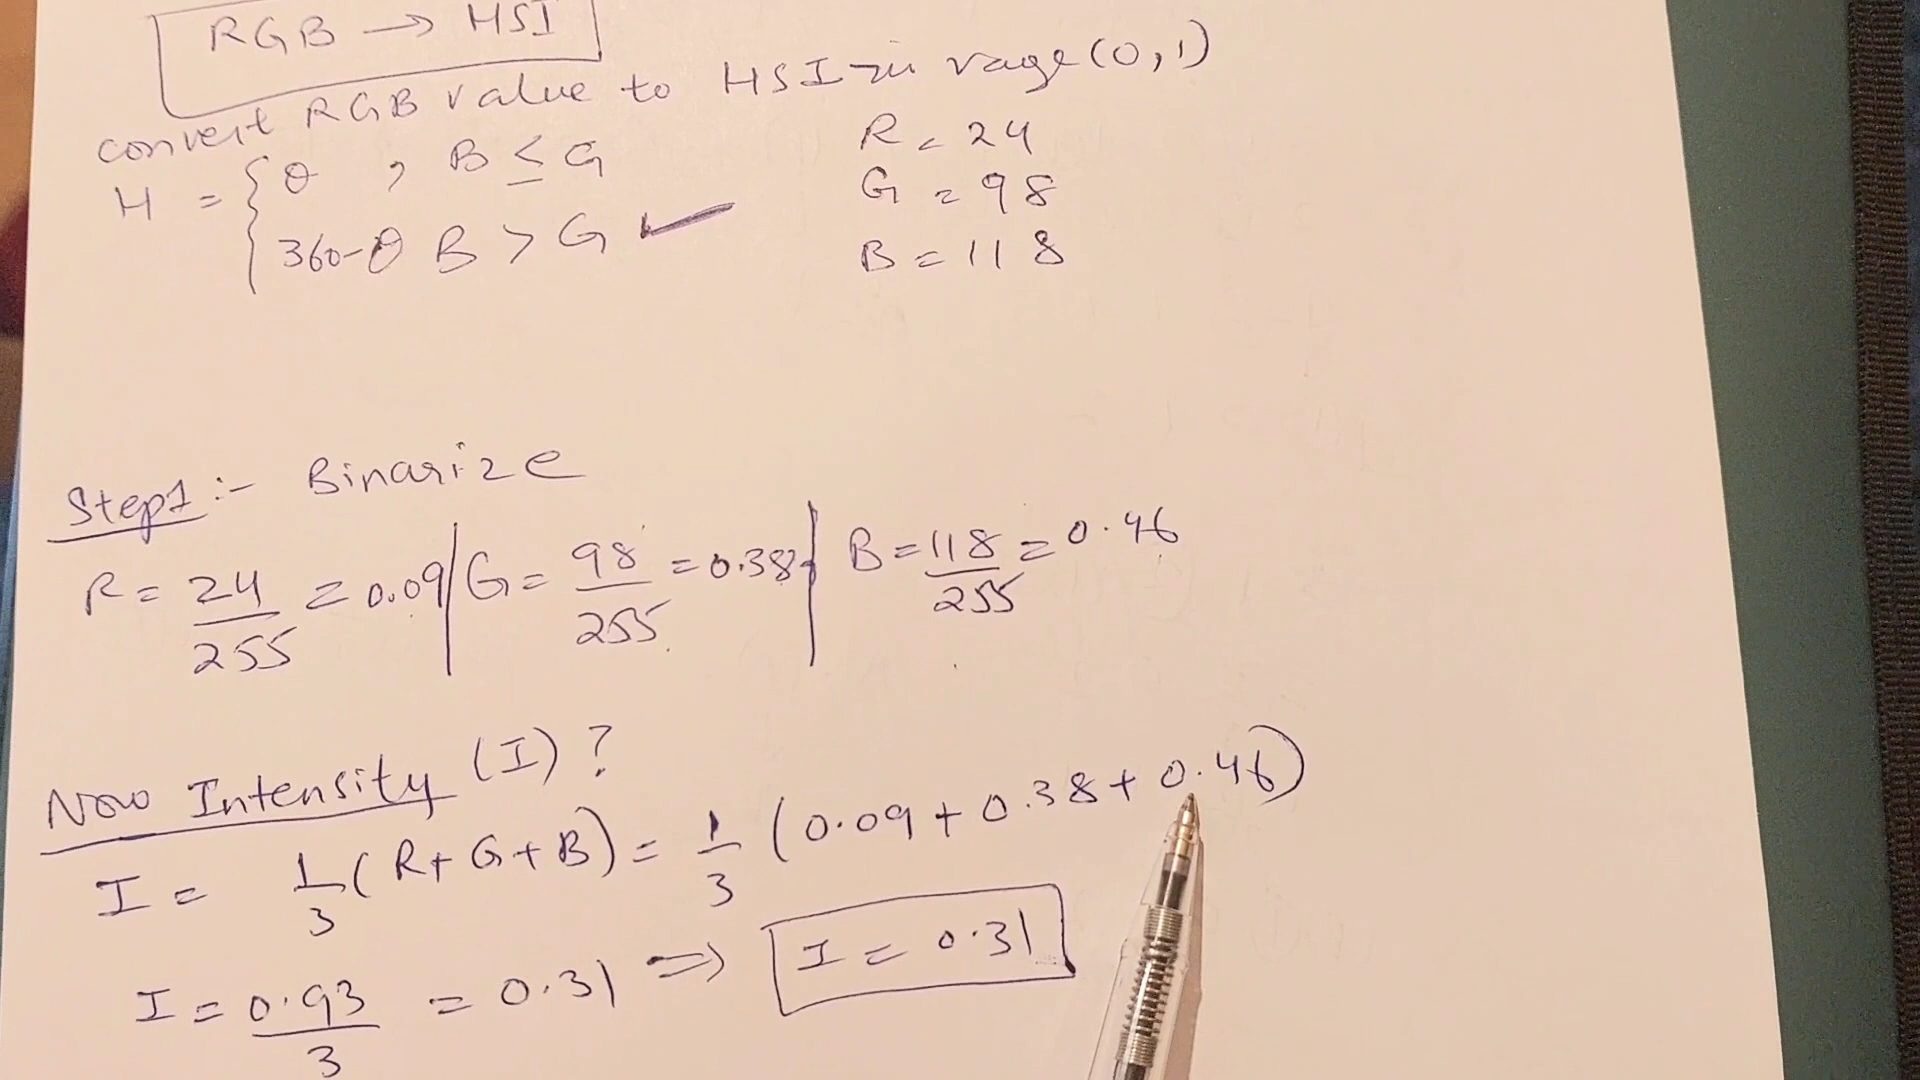 RGB → HSI
convert RGB value to HSI in rage (0,1)
H = { θ , B ≤ G
360-θ B > G ✓
R = 24
G = 98
B = 118
Step1 :- Binarize
R = 24/255 = 0.09 | G = 98/255 = 0.38 | B = 118/255 = 0.46
Now Intensity (I) ?
I = 1/3 (R+G+B) = 1/3 (0.09 + 0.38 + 0.46)
I = 0.93/3 = 0.31 ⇒ I = 0.31